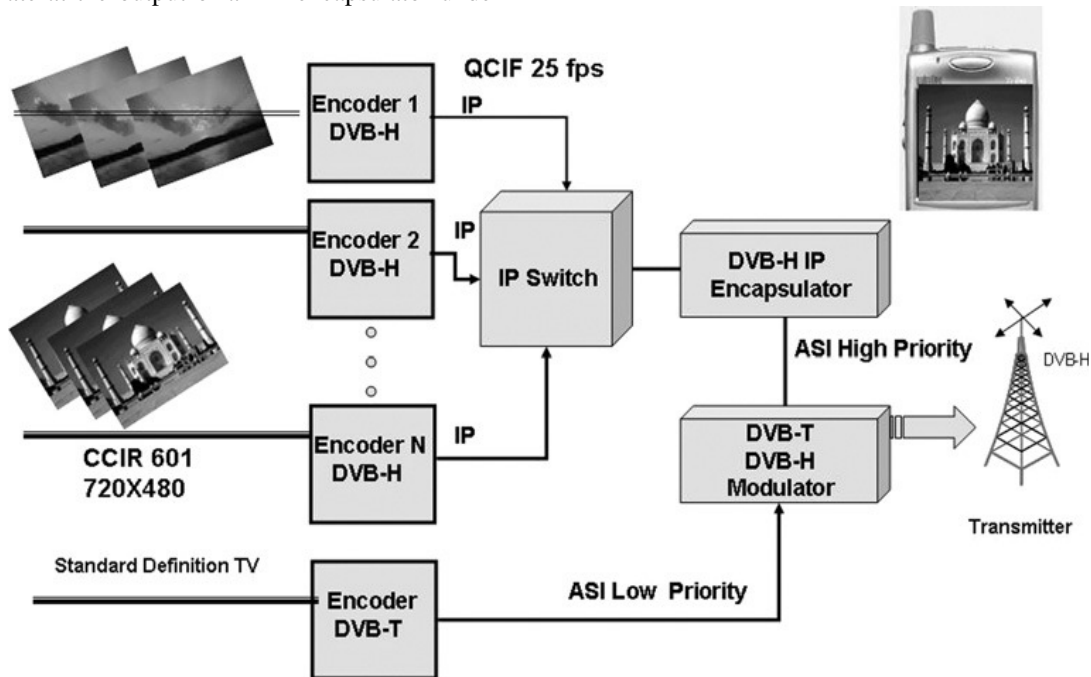 QCIF 25 fps
Encoder 1
DVB-H
IP
Encoder 2
DVB-H
IP
IP Switch
DVB-H IP
Encapsulator
ASI High Priority
DVB-H
Encoder N
DVB-H
IP
CCIR 601
720X480
DVB-T
DVB-H
Modulator
Transmitter
Standard Definition TV
Encoder
DVB-T
ASI Low Priority